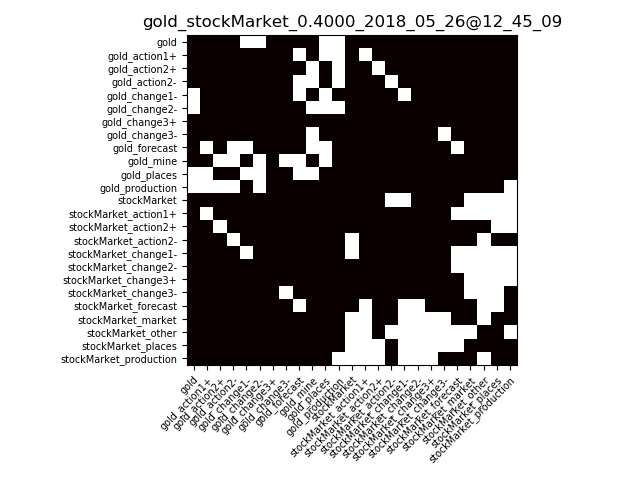 gold_stockMarket_0.4000_2018_05_26@12_45_09
gold
gold_action1+
gold_action2+
gold_action2-
gold_change1-
gold_change2-
gold_change3+
gold_change3-
gold_forecast
gold_mine
gold_places
gold_production
stockMarket
stockMarket_action1+
stockMarket_action2+
stockMarket_action2-
stockMarket_change1-
stockMarket_change2-
stockMarket_change3+
stockMarket_change3-
stockMarket_forecast
stockMarket_market
stockMarket_other
stockMarket_places
stockMarket_production
gold
gold_action1+
gold_action2+
gold_action2-
gold_change1-
gold_change2-
gold_change3+
gold_change3-
gold_forecast
gold_mine
gold_places
gold_production
stockMarket
stockMarket_action1+
stockMarket_action2+
stockMarket_action2-
stockMarket_change1-
stockMarket_change2-
stockMarket_change3+
stockMarket_change3-
stockMarket_forecast
stockMarket_market
stockMarket_other
stockMarket_places
stockMarket_production